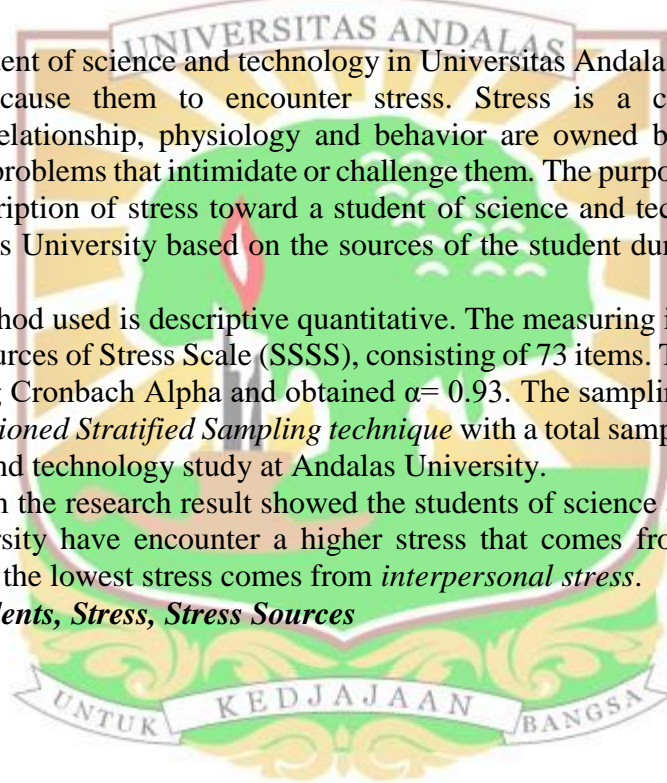 UNIVERSITAS ANDALAS
dent of science and technology in Universitas Andala
cause them to encounter stress. Stress is a c
elationship, physiology and behavior are owned b
problems that intimidate or challenge them. The purpo
ription of stress toward a student of science and tec
s University based on the sources of the student du
hod used is descriptive quantitative. The measuring i
urces of Stress Scale (SSSS), consisting of 73 items. T
g Cronbach Alpha and obtained α= 0.93. The samplin
ioned Stratified Sampling technique with a total samp
nd technology study at Andalas University.
n the research result showed the students of science a
rsity have encounter a higher stress that comes fro
the lowest stress comes from interpersonal stress.
lents, Stress, Stress Sources
UNTUK KEDJAJAAN BANGSA